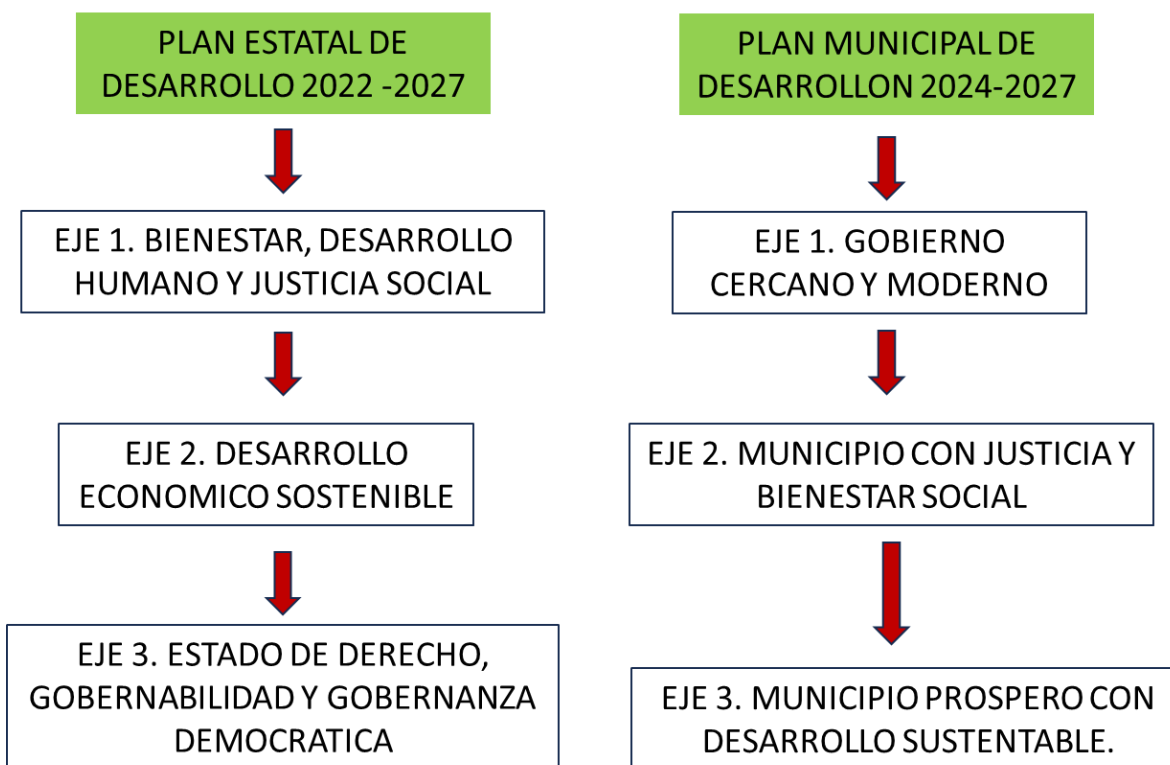 PLAN ESTATAL DE
DESARROLLO 2022 -2027
EJE 1. BIENESTAR, DESARROLLO
HUMANO Y JUSTICIA SOCIAL
EJE 2. DESARROLLO
ECONOMICO SOSTENIBLE
EJE 3. ESTADO DE DERECHO,
GOBERNABILIDAD Y GOBERNANZA
DEMOCRATICA
PLAN MUNICIPAL DE
DESARROLLON 2024-2027
EJE 1. GOBIERNO
CERCANO Y MODERNO
EJE 2. MUNICIPIO CON JUSTICIA Y
BIENESTAR SOCIAL
EJE 3. MUNICIPIO PROSPERO CON
DESARROLLO SUSTENTABLE.